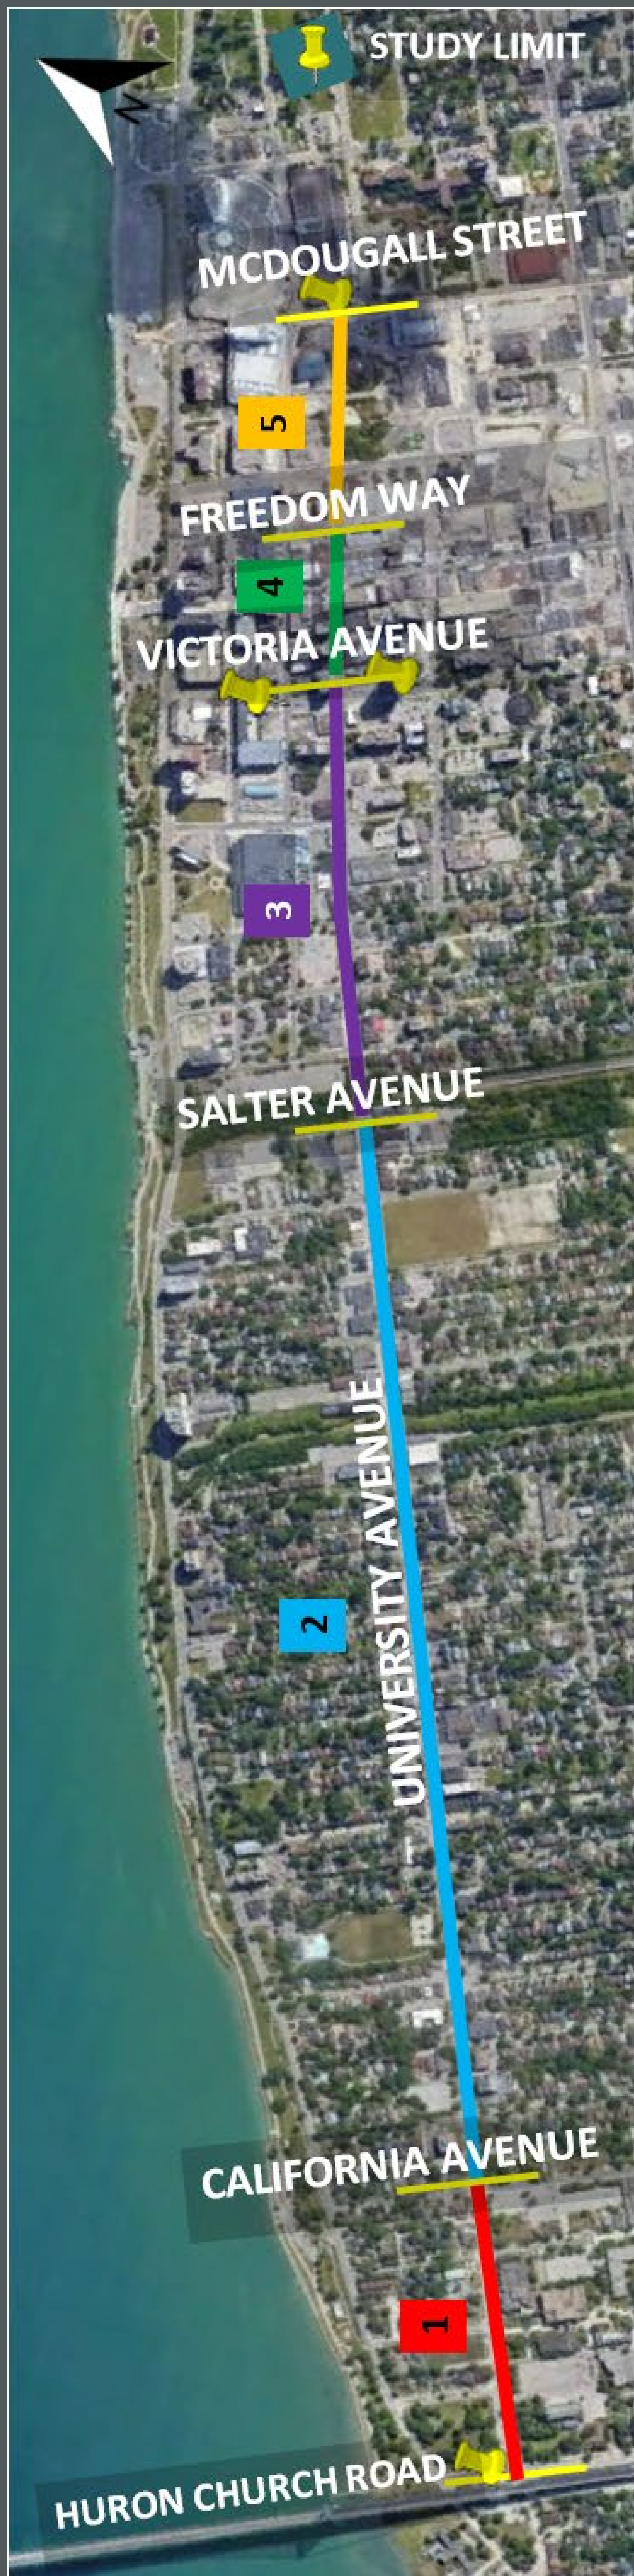 STUDY LIMIT
N
MCDOUGALL STREET
5
FREEDOM WAY
4
VICTORIA AVENUE
3
SALTER AVENUE
UNIVERSITY AVENUE
2
CALIFORNIA AVENUE
1
HURON CHURCH ROAD